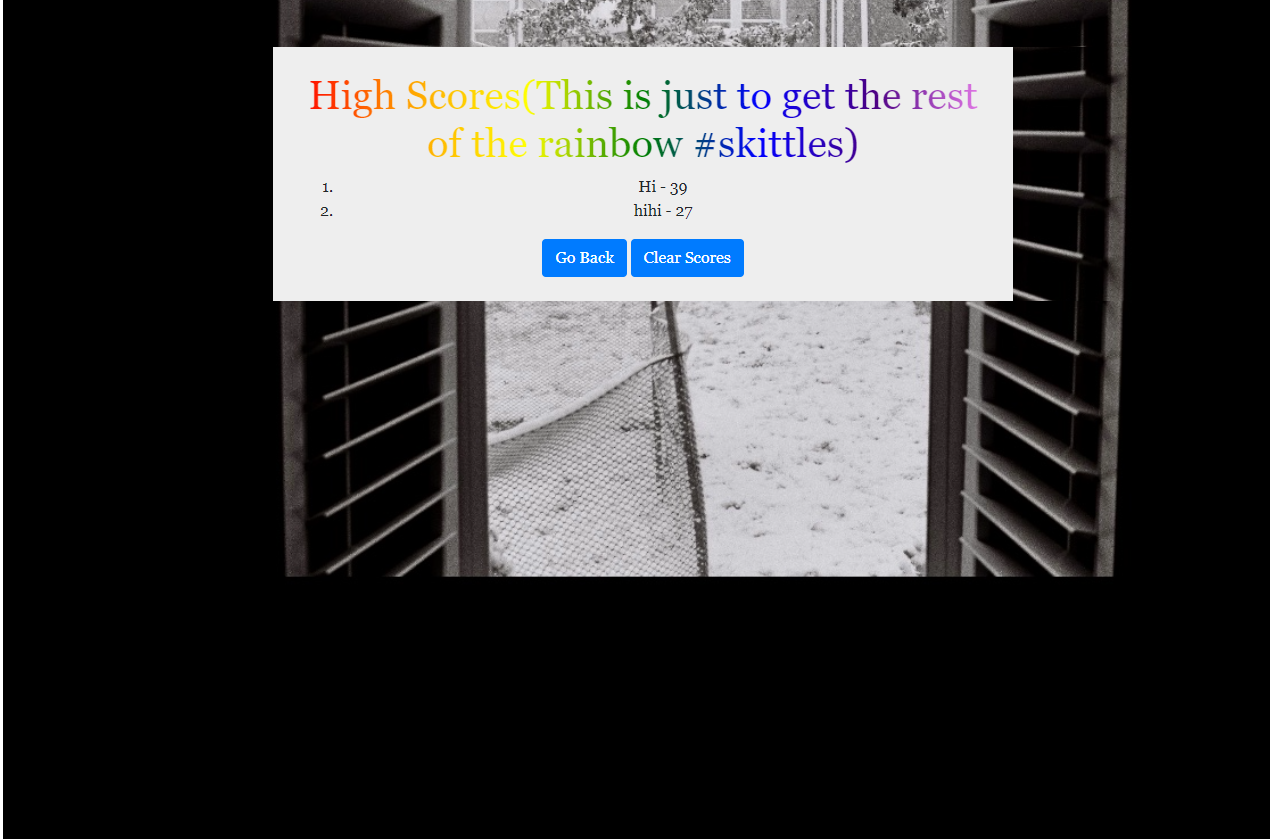 High Scores(This is just to get the rest
of the rainbow #skittles)
1. Hi - 39
2. hihi - 27
Go Back Clear Scores